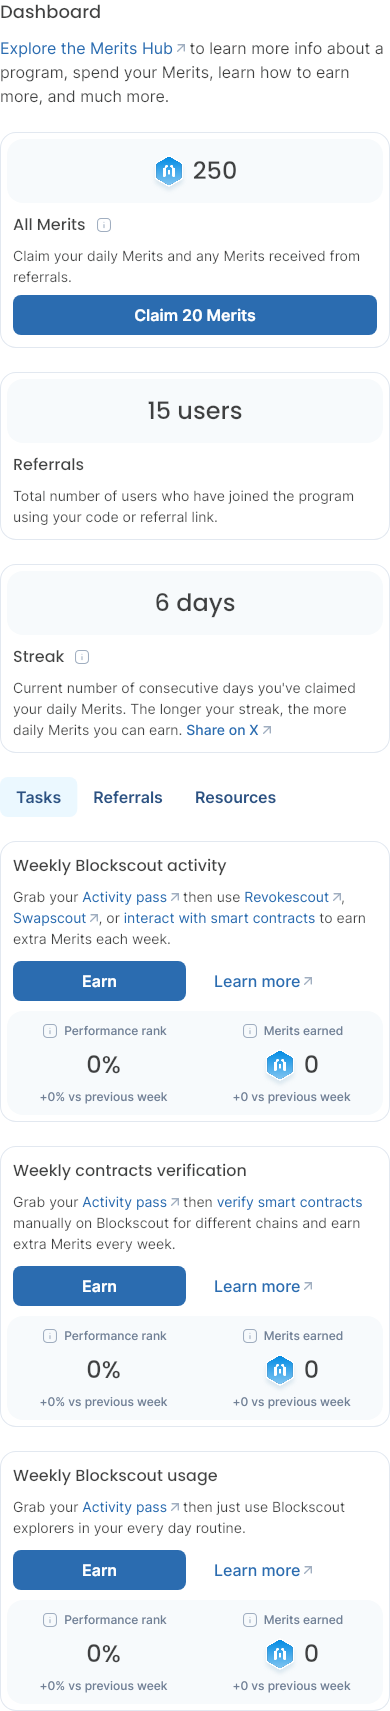 Dashboard
Explore the Merits Hub to learn more info about a
program, spend your Merits, learn how to earn
more, and much more.
250
All Merits
Claim your daily Merits and any Merits received from
referrals.
Claim 20 Merits
15 users
Referrals
Total number of users who have joined the program
using your code or referral link.
6 days
Streak
Current number of consecutive days you've claimed
your daily Merits. The longer your streak, the more
daily Merits you can earn. Share on X
Tasks Referrals Resources
Weekly Blockscout activity
Grab your Activity pass then use Revokescout,
Swapscout, or interact with smart contracts to earn
extra Merits each week.
Earn Learn more
Performance rank Merits earned
0% 0
+0% vs previous week +0 vs previous week
Weekly contracts verification
Grab your Activity pass then verify smart contracts
manually on Blockscout for different chains and earn
extra Merits every week.
Earn Learn more
Performance rank Merits earned
0% 0
+0% vs previous week +0 vs previous week
Weekly Blockscout usage
Grab your Activity pass then just use Blockscout
explorers in your every day routine.
Earn Learn more
Performance rank Merits earned
0% 0
+0% vs previous week +0 vs previous week